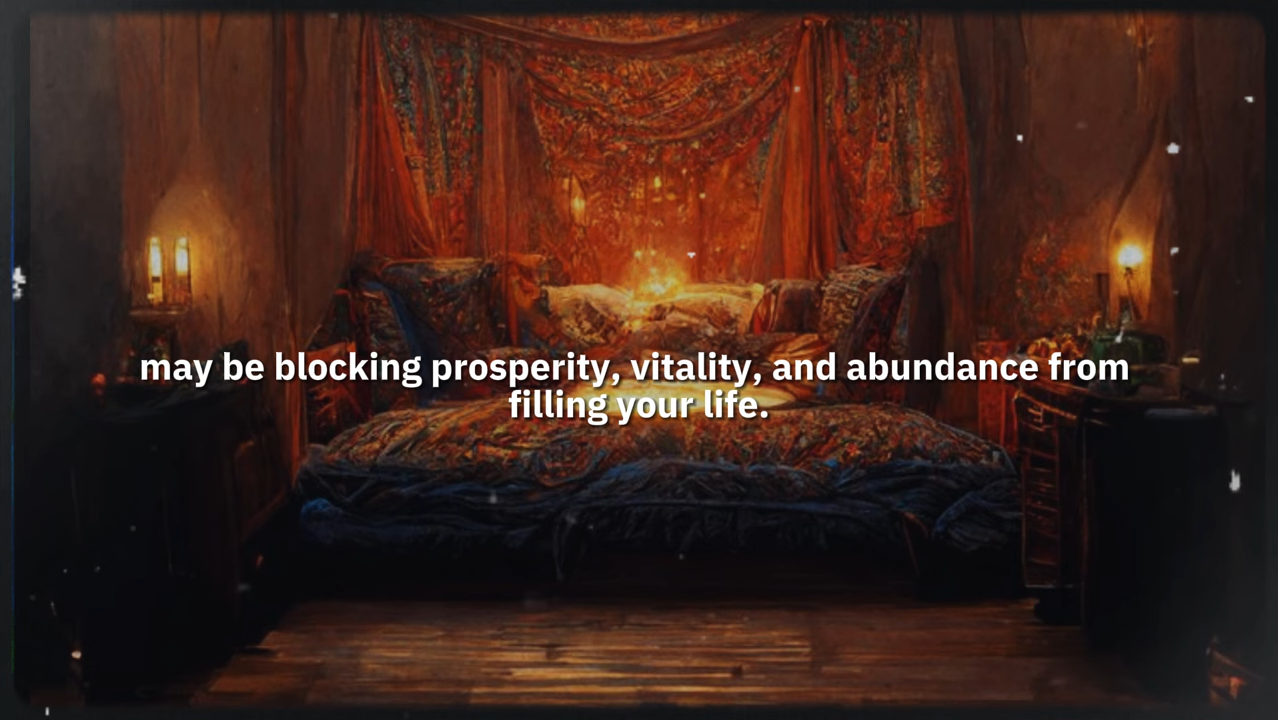 may be blocking prosperity, vitality, and abundance from
filling your life.